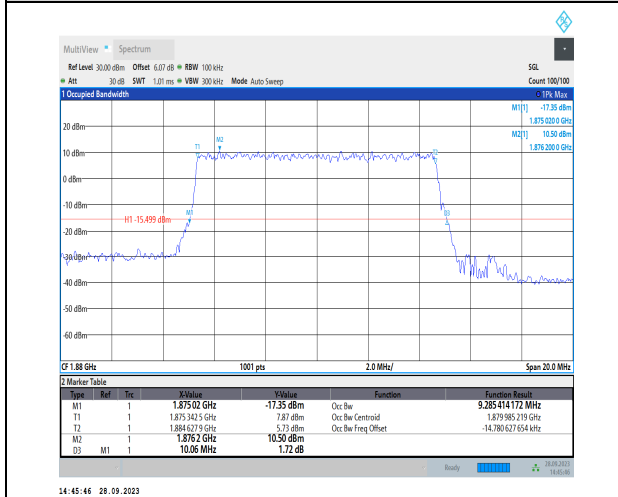 MultiView Spectrum
Ref Level 30.00 dBm Offset 6.07 dB RBW 100 kHz SGL
Att 30 dB SWT 1.01 ms VBW 300 kHz Mode Auto Sweep Count 100/100
1 Occupied Bandwidth 1Pk Max
M1[1] -17.35 dBm
1.875 020 0 GHz
M2[1] 10.50 dBm
1.876 200 0 GHz
20 dBm
M2
T1
T2
10 dBm
0 dBm
-10 dBm
M1
D3
H1 -15.499 dBm
-20 dBm
-30 dBm
-40 dBm
-50 dBm
-60 dBm
CF 1.88 GHz 1001 pts 2.0 MHz/ Span 20.0 MHz
2 Marker Table
Type Ref Trc X-Value Y-Value Function Function Result
M1 1 1.87502 GHz -17.35 dBm Occ Bw 9.285 414 172 MHz
T1 1 1.875 342 5 GHz 7.87 dBm Occ Bw Centroid 1.879 985 219 GHz
T2 1 1.884 627 9 GHz 5.73 dBm Occ Bw Freq Offset -14.780 627 654 kHz
M2 1 1.8762 GHz 10.50 dBm
D3 M1 1 10.06 MHz 1.72 dB
Ready 28.09.2023
14:45:46
14:45:46 28.09.2023